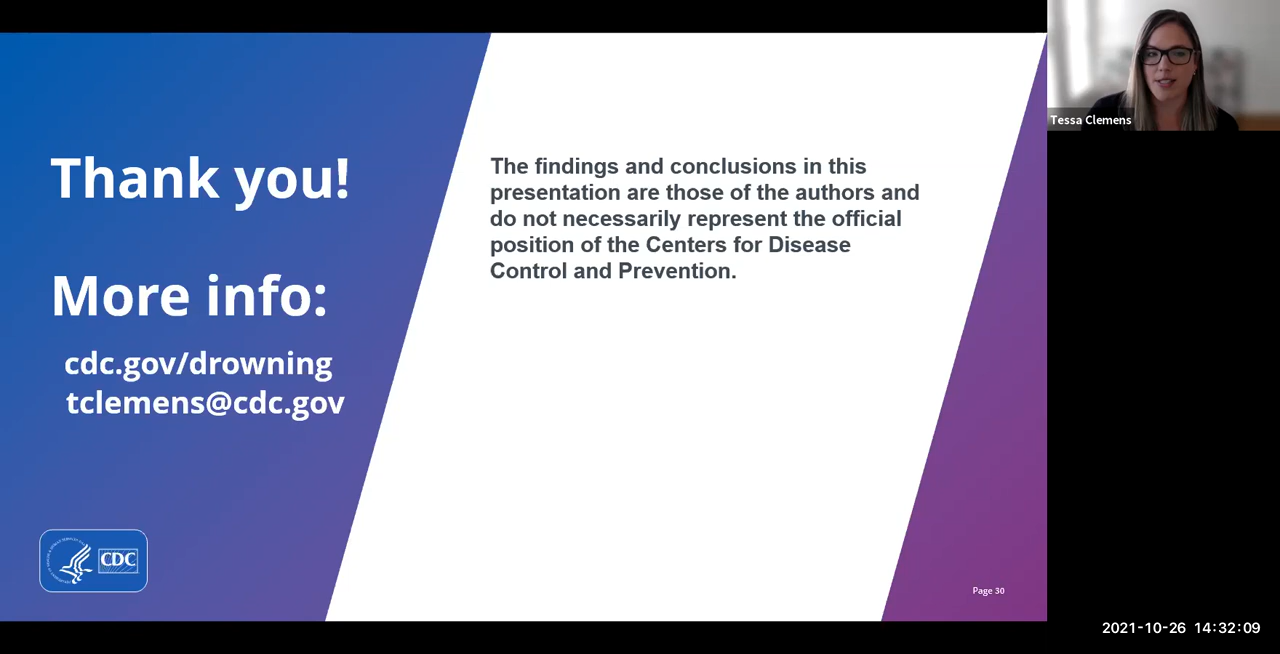 Thank you!
More info:
cdc.gov/drowning
tclemens@cdc.gov
CDC
The findings and conclusions in this
presentation are those of the authors and
do not necessarily represent the official
position of the Centers for Disease
Control and Prevention.
Page 30
Tessa Clemens
2021-10-26 14:32:09